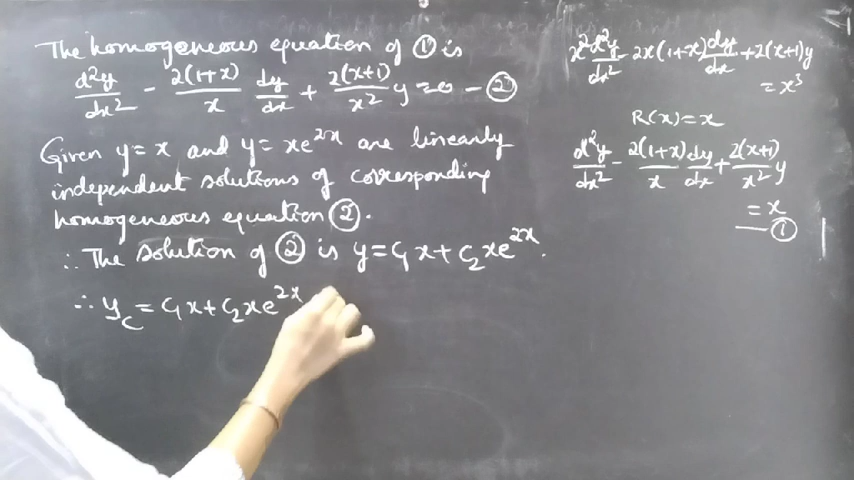 The homogeneous equation of ① is
d²y/dx² - 2(1+x)/x dy/dx + 2(x+1)/x² y = 0 - ②
Given y = x and y = xe^{2x} are linearly
independent solutions of corresponding
homogeneous equation ②.
∴ The solution of ② is y = C₁x + C₂xe^{2x}.
∴ y_c = C₁x + C₂xe^{2x}
x² d²y/dx² - 2x(1+x) dy/dx + 2(x+1)y
= x³
R(x) = x
d²y/dx² - 2(1+x)/x dy/dx + 2(x+1)/x² y
= x
— ①